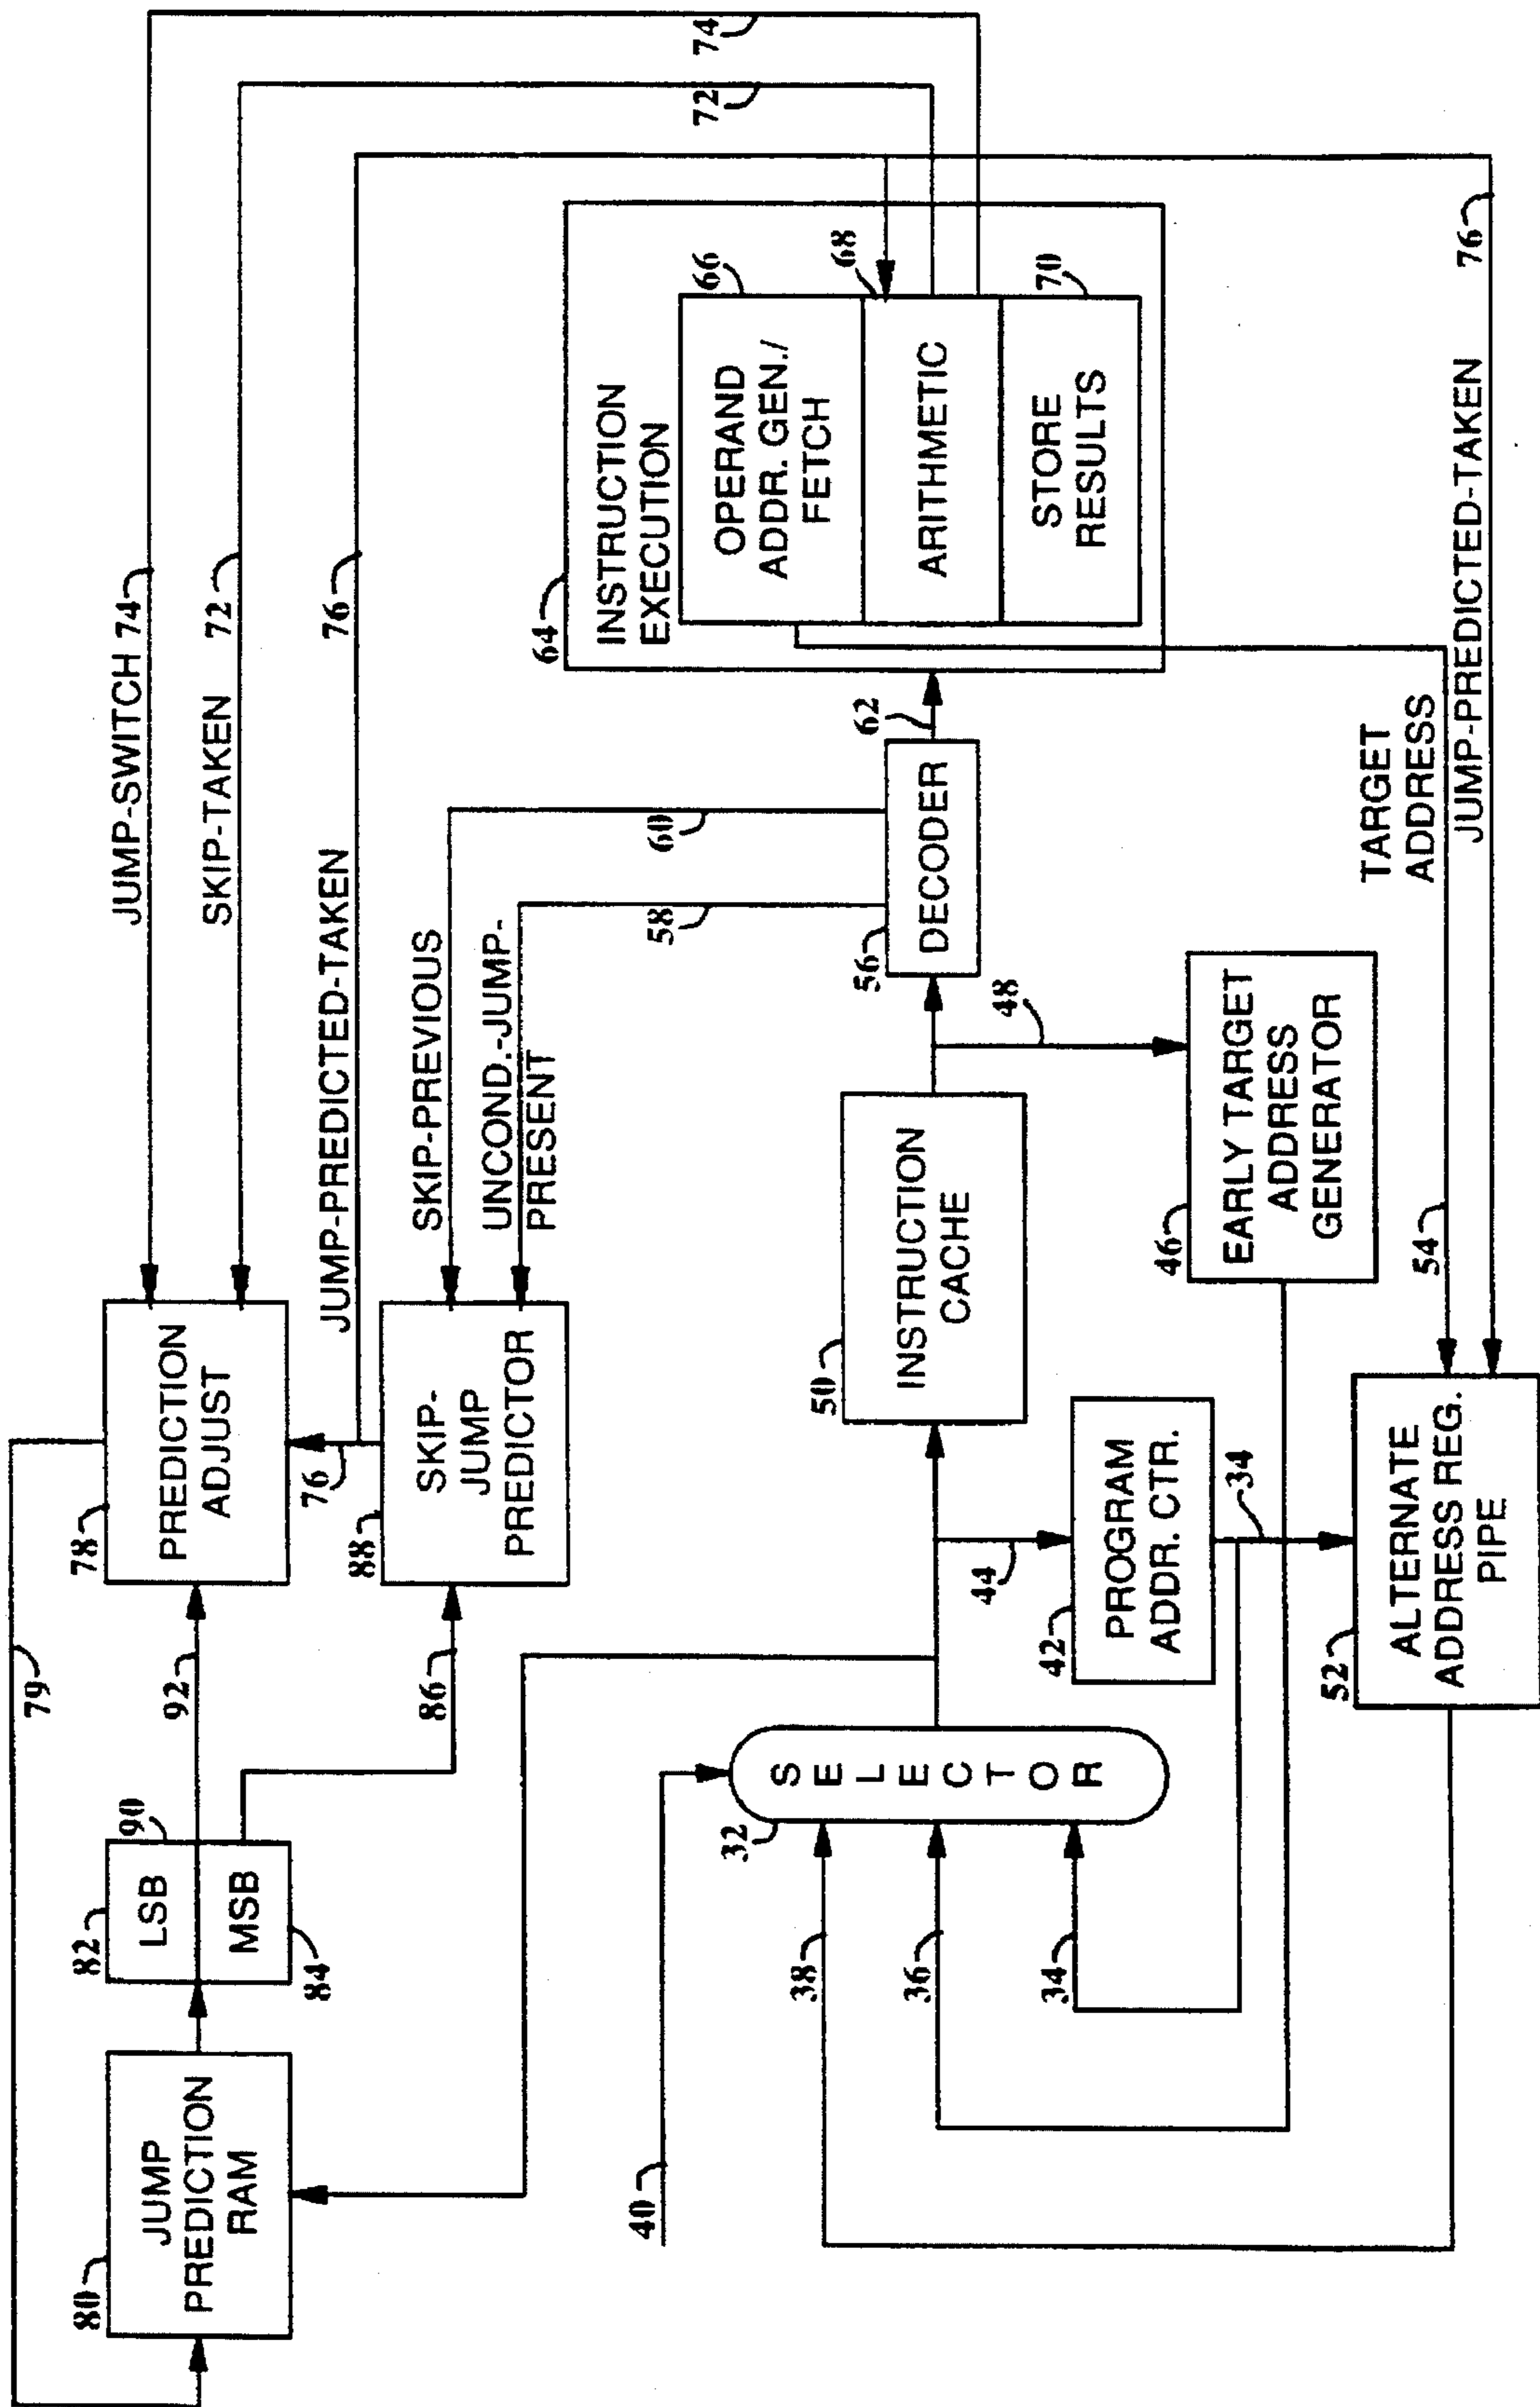 JUMP-SWITCH 74
SKIP-TAKEN 72
JUMP-PREDICTED-TAKEN
76
79
80
JUMP
PREDICTION
RAM
82
LSB
90
MSB
84
92
86
78
PREDICTION
ADJUST
76
88
SKIP-
JUMP
PREDICTOR
SKIP-PREVIOUS
UNCOND.-JUMP-
PRESENT
60
58
74
72
40
38
36
34
32
SELECTOR
44
42
PROGRAM
ADDR. CTR.
34
50
INSTRUCTION
CACHE
48
46
EARLY TARGET
ADDRESS
GENERATOR
56
DECODER
62
64
INSTRUCTION
EXECUTION
OPERAND
ADDR. GEN./
FETCH
66
ARITHMETIC
68
STORE
RESULTS
70
52
ALTERNATE
ADDRESS REG.
PIPE
54
TARGET
ADDRESS
JUMP-PREDICTED-TAKEN
76